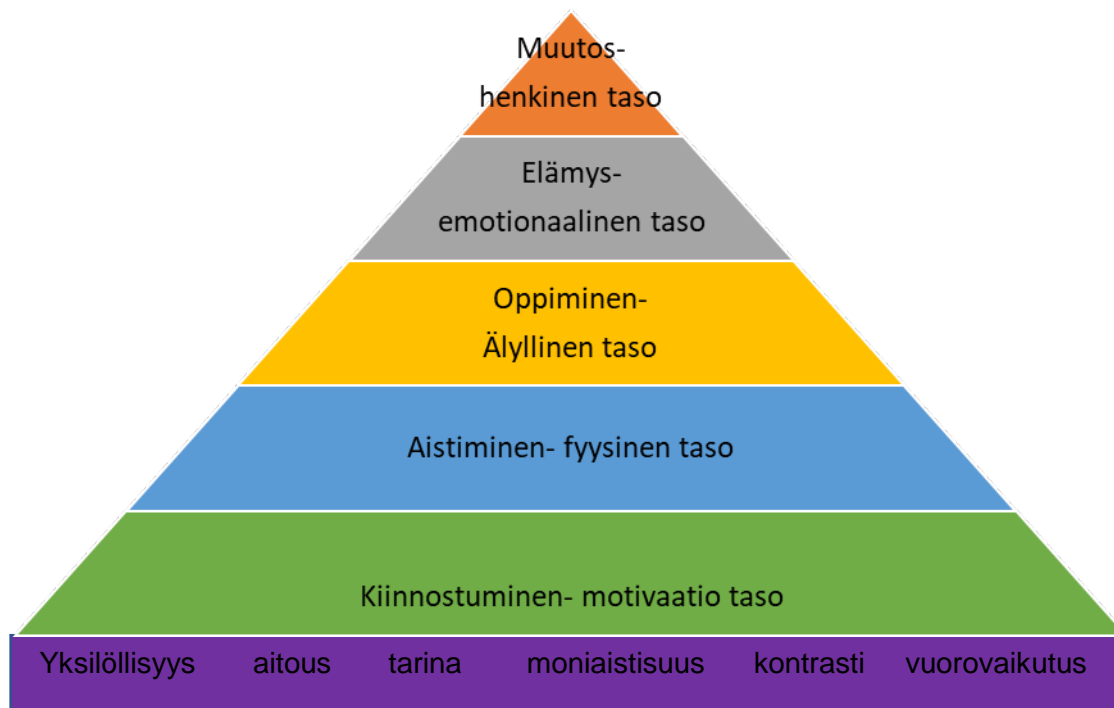 Muutos-
henkinen taso
Elämys-
emotionaalinen taso
Oppiminen-
Älyllinen taso
Aistiminen- fyysinen taso
Kiinnostuminen- motivaatio taso
Yksilöllisyys aitous tarina moniaistisuus kontrasti vuorovaikutus